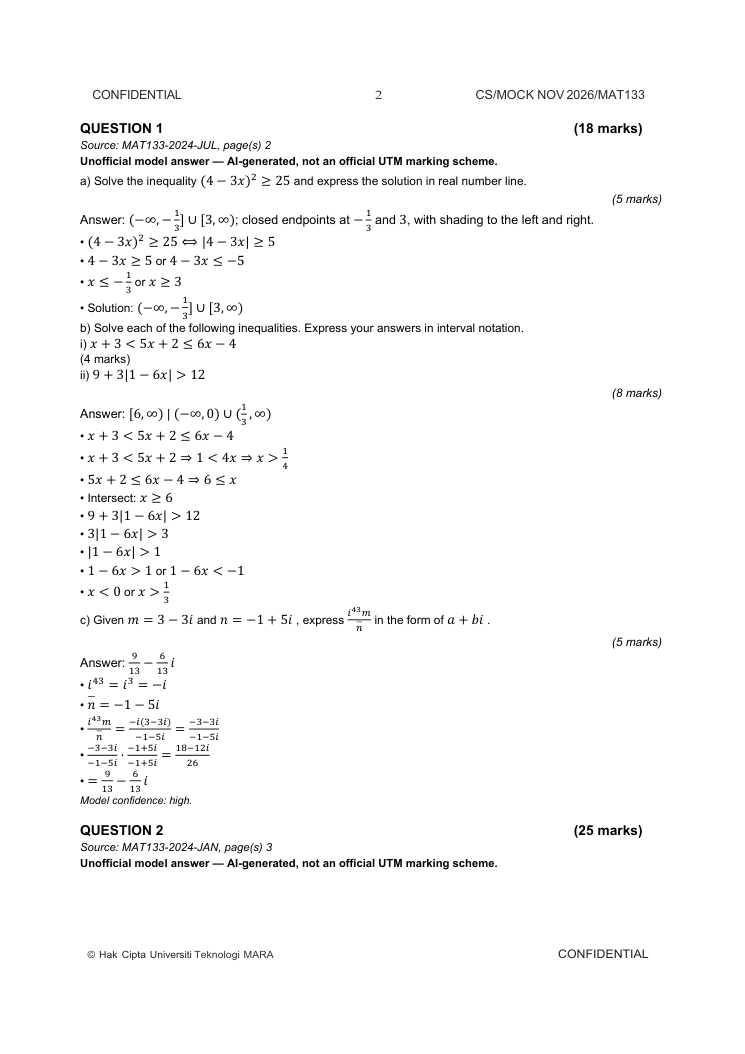 CONFIDENTIAL 2 CS/MOCK NOV 2026/MAT133
QUESTION 1 (18 marks)
Source: MAT133-2024-JUL, page(s) 2
Unofficial model answer — AI-generated, not an official UTM marking scheme.
a) Solve the inequality (4 − 3x)² ≥ 25 and express the solution in real number line.
(5 marks)
Answer: (−∞, −1/3] ∪ [3, ∞); closed endpoints at −1/3 and 3, with shading to the left and right.
• (4 − 3x)² ≥ 25 ⇔ |4 − 3x| ≥ 5
• 4 − 3x ≥ 5 or 4 − 3x ≤ −5
• x ≤ −1/3 or x ≥ 3
• Solution: (−∞, −1/3] ∪ [3, ∞)
b) Solve each of the following inequalities. Express your answers in interval notation.
i) x + 3 < 5x + 2 ≤ 6x − 4
(4 marks)
ii) 9 + 3|1 − 6x| > 12
(8 marks)
Answer: [6, ∞) | (−∞, 0) ∪ (1/3, ∞)
• x + 3 < 5x + 2 ≤ 6x − 4
• x + 3 < 5x + 2 ⇒ 1 < 4x ⇒ x > 1/4
• 5x + 2 ≤ 6x − 4 ⇒ 6 ≤ x
• Intersect: x ≥ 6
• 9 + 3|1 − 6x| > 12
• 3|1 − 6x| > 3
• |1 − 6x| > 1
• 1 − 6x > 1 or 1 − 6x < −1
• x < 0 or x > 1/3
c) Given m = 3 − 3i and n = −1 + 5i , express i⁴³m/n̅ in the form of a + bi .
(5 marks)
Answer: 9/13 − 6/13 i
• i⁴³ = i³ = −i
• n̅ = −1 − 5i
• i⁴³m/n̅ = −i(3−3i)/−1−5i = −3−3i/−1−5i
• −3−3i/−1−5i · −1+5i/−1+5i = 18−12i/26
• = 9/13 − 6/13 i
Model confidence: high.
QUESTION 2 (25 marks)
Source: MAT133-2024-JAN, page(s) 3
Unofficial model answer — AI-generated, not an official UTM marking scheme.
© Hak Cipta Universiti Teknologi MARA CONFIDENTIAL